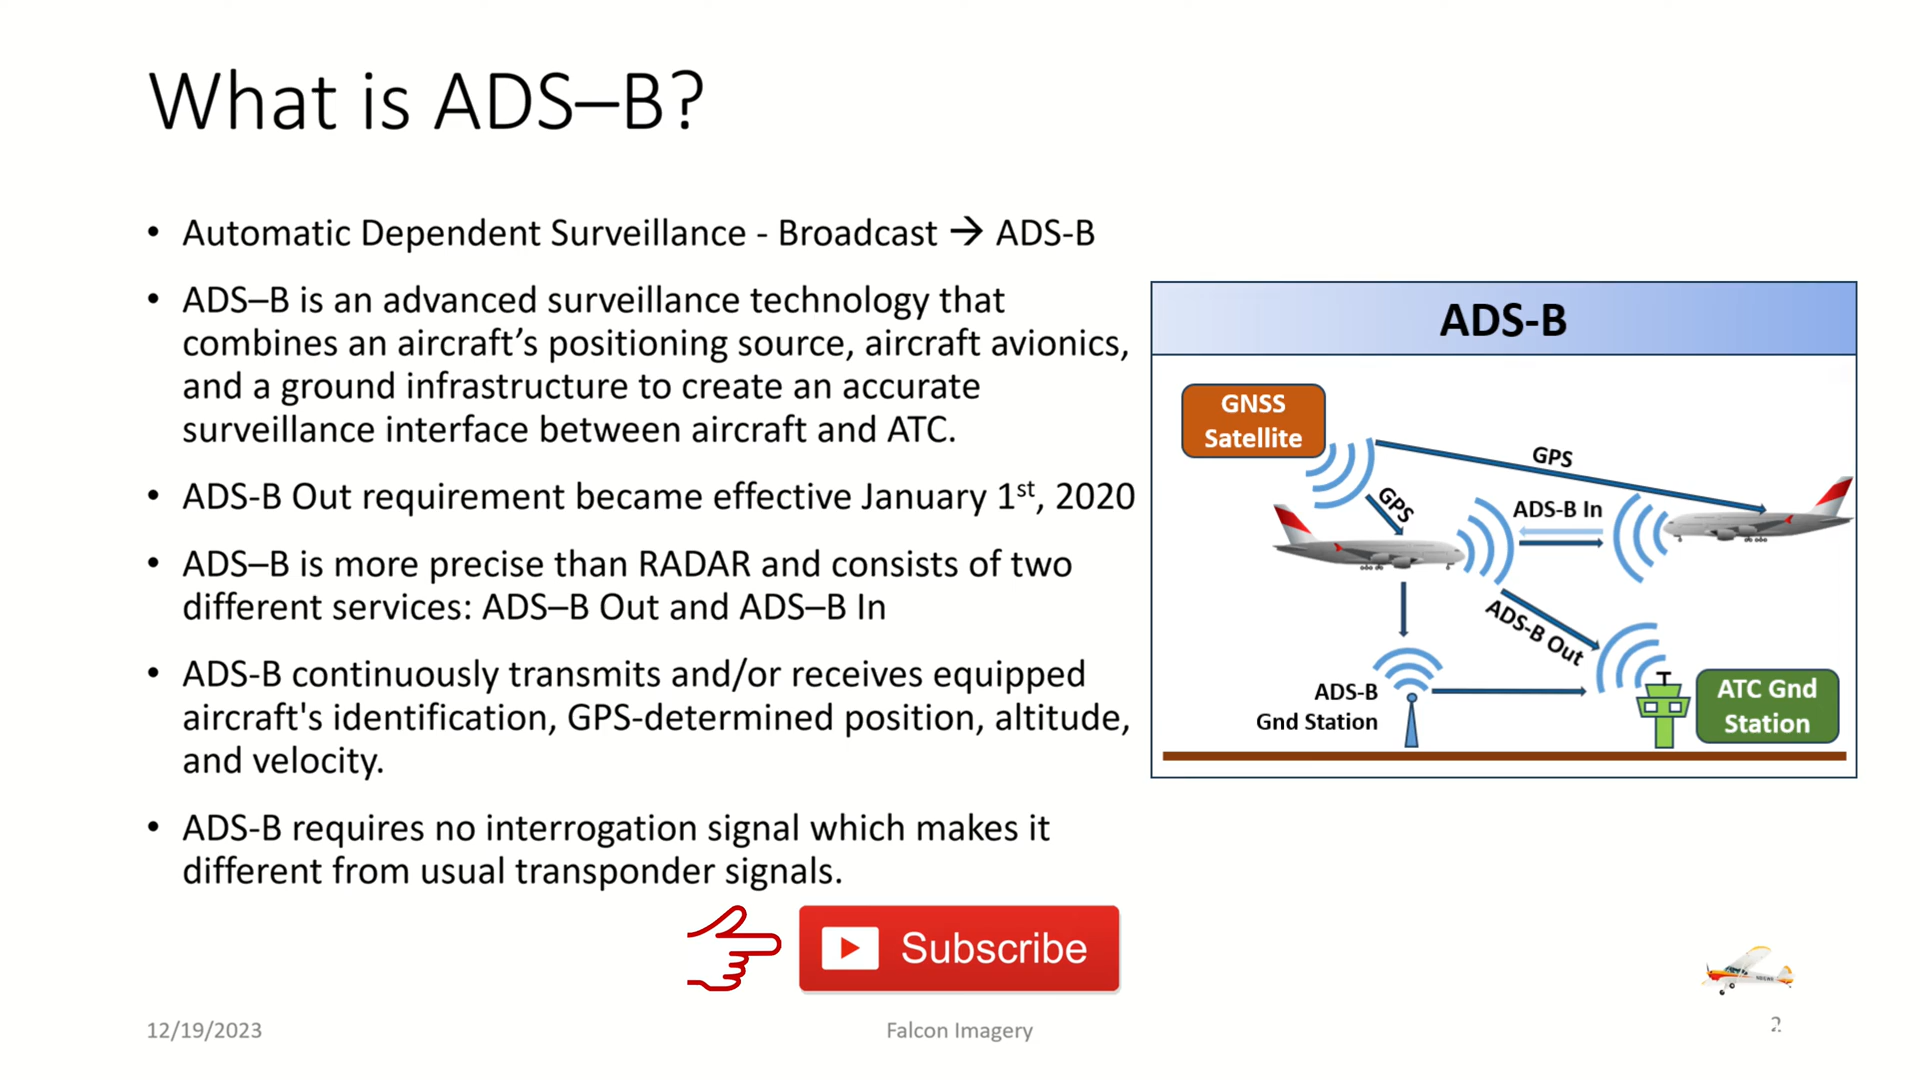 What is ADS–B?
• Automatic Dependent Surveillance - Broadcast → ADS-B
• ADS–B is an advanced surveillance technology that
combines an aircraft’s positioning source, aircraft avionics,
and a ground infrastructure to create an accurate
surveillance interface between aircraft and ATC.
• ADS-B Out requirement became effective January 1st, 2020
• ADS–B is more precise than RADAR and consists of two
different services: ADS–B Out and ADS–B In
• ADS-B continuously transmits and/or receives equipped
aircraft's identification, GPS-determined position, altitude,
and velocity.
• ADS-B requires no interrogation signal which makes it
different from usual transponder signals.
ADS-B
GNSS
Satellite
GPS
GPS
ADS-B In
ADS-B Out
ADS-B
Gnd Station
ATC Gnd
Station
Subscribe
12/19/2023
Falcon Imagery
2